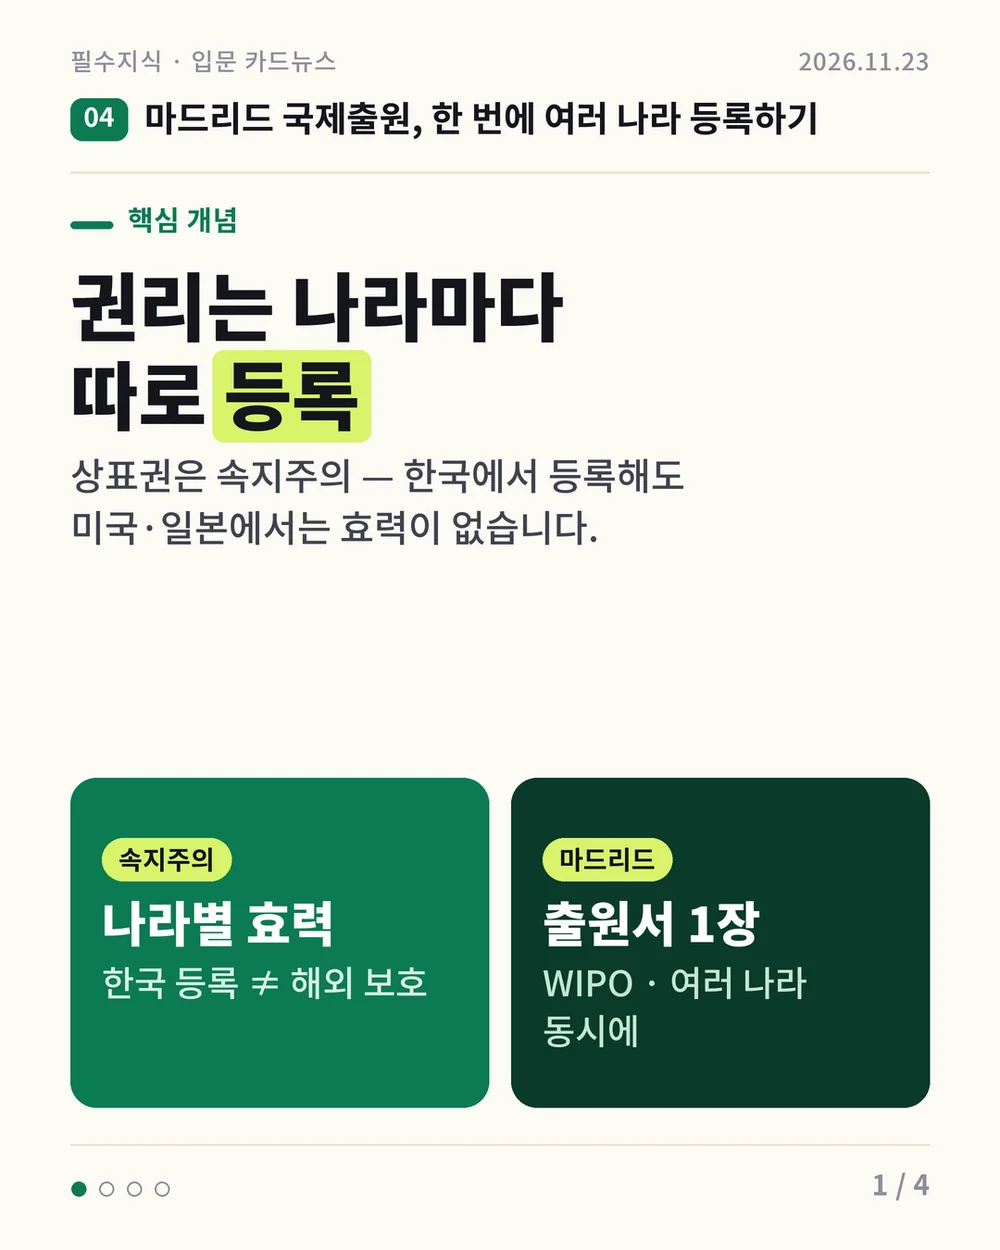 필수지식 · 입문 카드뉴스
2026.11.23
04 마드리드 국제출원, 한 번에 여러 나라 등록하기
핵심 개념
권리는 나라마다
따로 등록
상표권은 속지주의 — 한국에서 등록해도
미국·일본에서는 효력이 없습니다.
속지주의
나라별 효력
한국 등록 ≠ 해외 보호
마드리드
출원서 1장
WIPO · 여러 나라
동시에
1 / 4